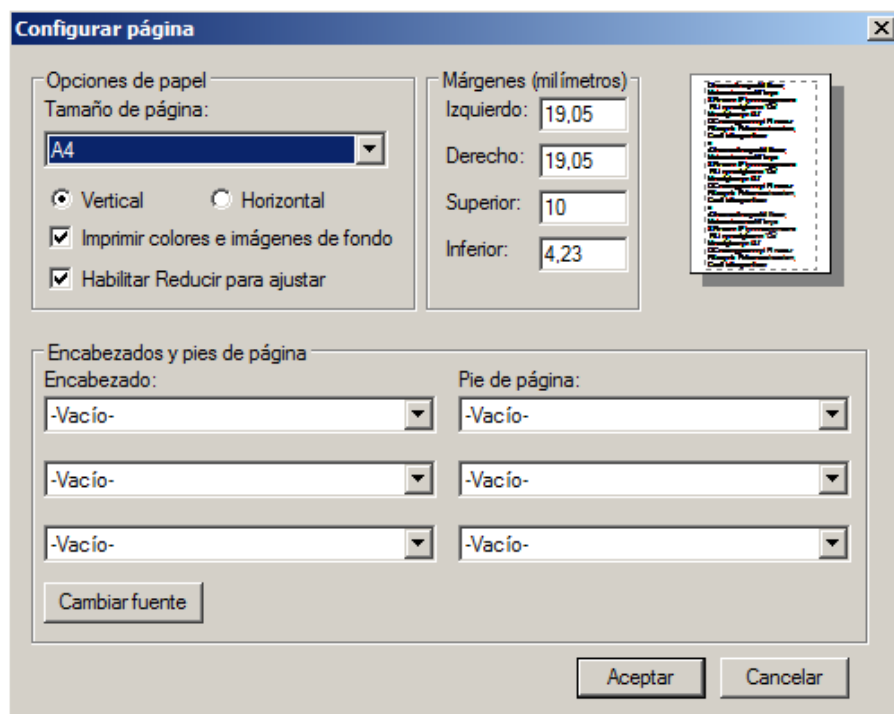 Configurar página
Opciones de papel
Tamaño de página:
A4
Vertical
Horizontal
Imprimir colores e imágenes de fondo
Habilitar Reducir para ajustar
Márgenes (milímetros)
Izquierdo: 19,05
Derecho: 19,05
Superior: 10
Inferior: 4,23
Encabezados y pies de página
Encabezado:
Pie de página:
-Vacío-
-Vacío-
-Vacío-
-Vacío-
-Vacío-
-Vacío-
Cambiar fuente
Aceptar
Cancelar